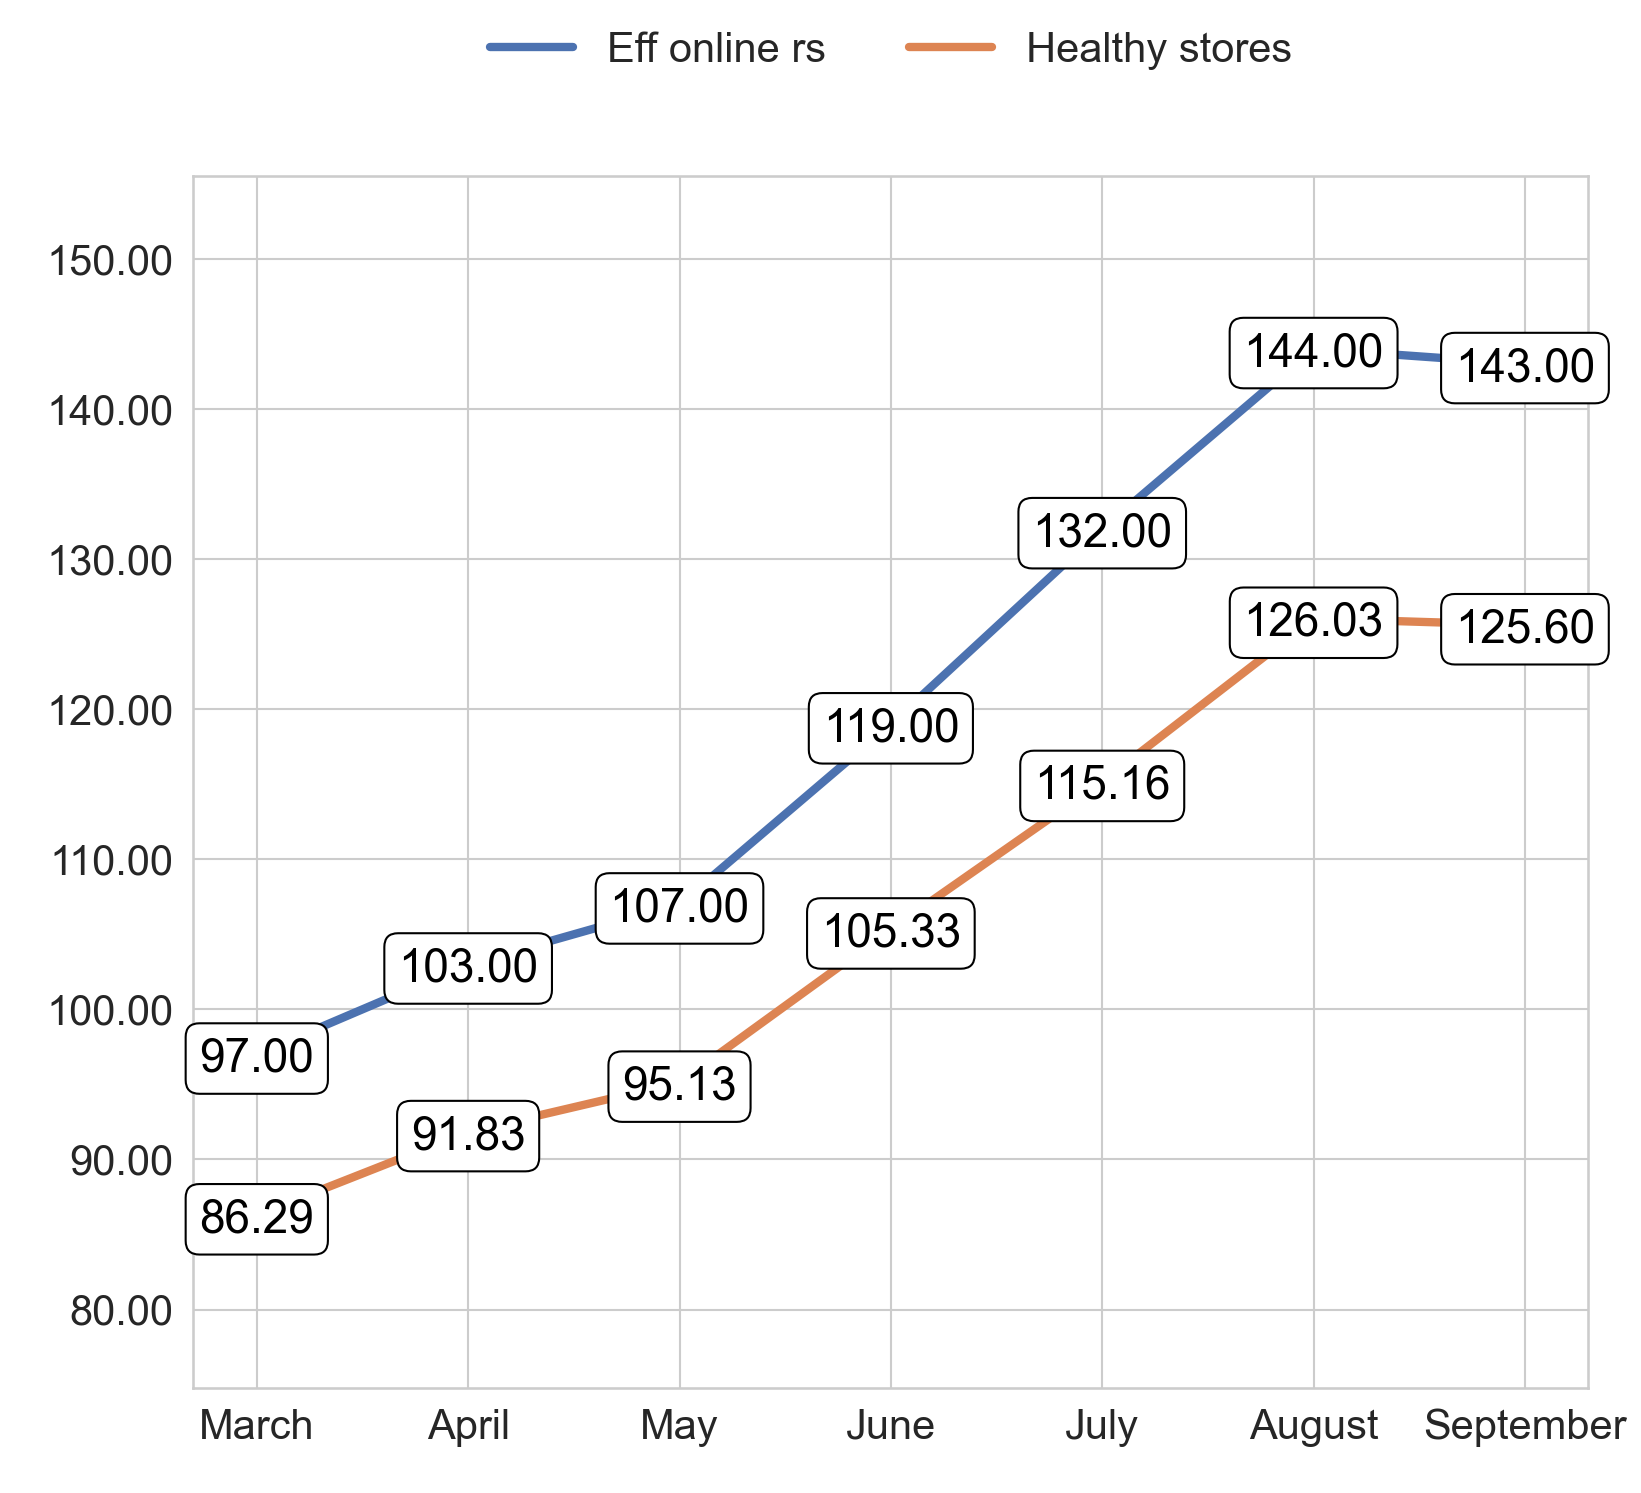 Eff online rs
Healthy stores
150.00
140.00
130.00
120.00
110.00
100.00
90.00
80.00
144.00
143.00
132.00
126.03
125.60
119.00
115.16
107.00
105.33
103.00
97.00
95.13
91.83
86.29
March
April
May
June
July
August
September